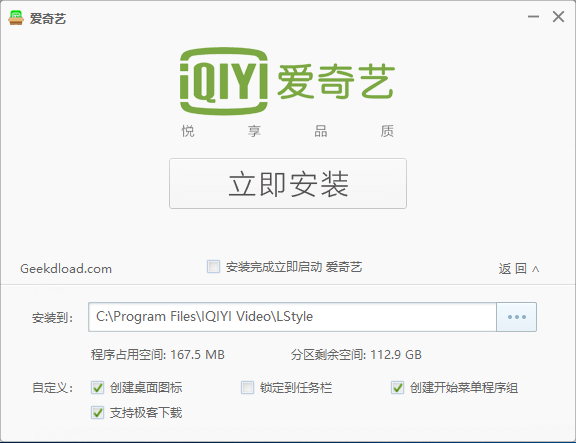 爱奇艺
iQIYI 爱奇艺
悦 享 品 质
立即安装
Geekdload.com
安装完成立即启动 爱奇艺
返 回 ∧
安装到: C:\Program Files\IQIYI Video\LStyle
程序占用空间: 167.5 MB 分区剩余空间: 112.9 GB
自定义: 创建桌面图标 锁定到任务栏 创建开始菜单程序组
支持极客下载